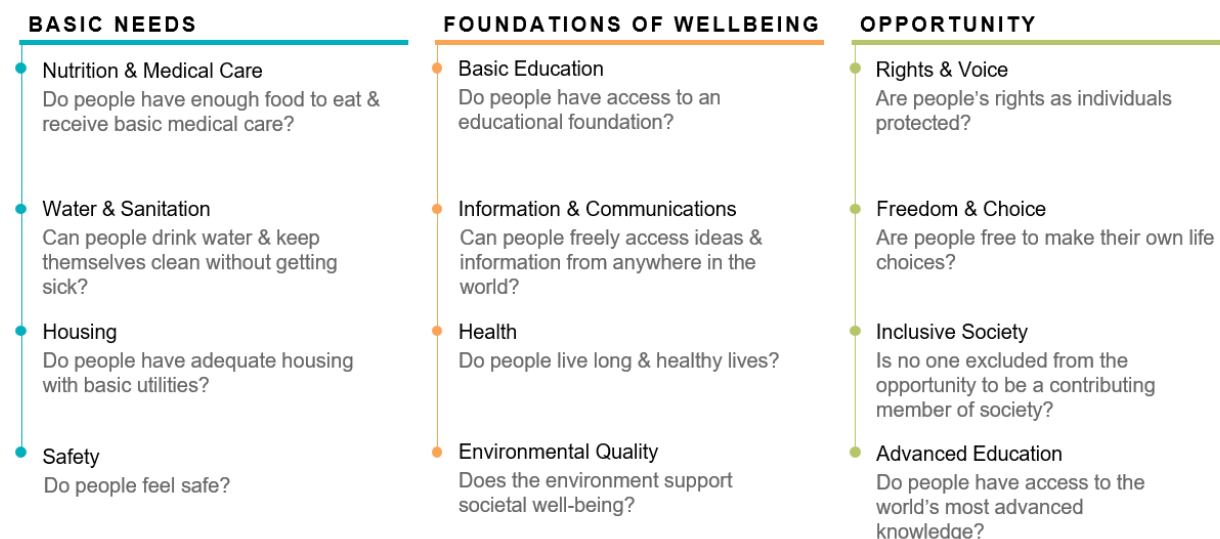 BASIC NEEDS
Nutrition & Medical Care
Do people have enough food to eat &
receive basic medical care?
Water & Sanitation
Can people drink water & keep
themselves clean without getting
sick?
Housing
Do people have adequate housing
with basic utilities?
Safety
Do people feel safe?
FOUNDATIONS OF WELLBEING
Basic Education
Do people have access to an
educational foundation?
Information & Communications
Can people freely access ideas &
information from anywhere in the
world?
Health
Do people live long & healthy lives?
Environmental Quality
Does the environment support
societal well-being?
OPPORTUNITY
Rights & Voice
Are people’s rights as individuals
protected?
Freedom & Choice
Are people free to make their own life
choices?
Inclusive Society
Is no one excluded from the
opportunity to be a contributing
member of society?
Advanced Education
Do people have access to the
world’s most advanced
knowledge?